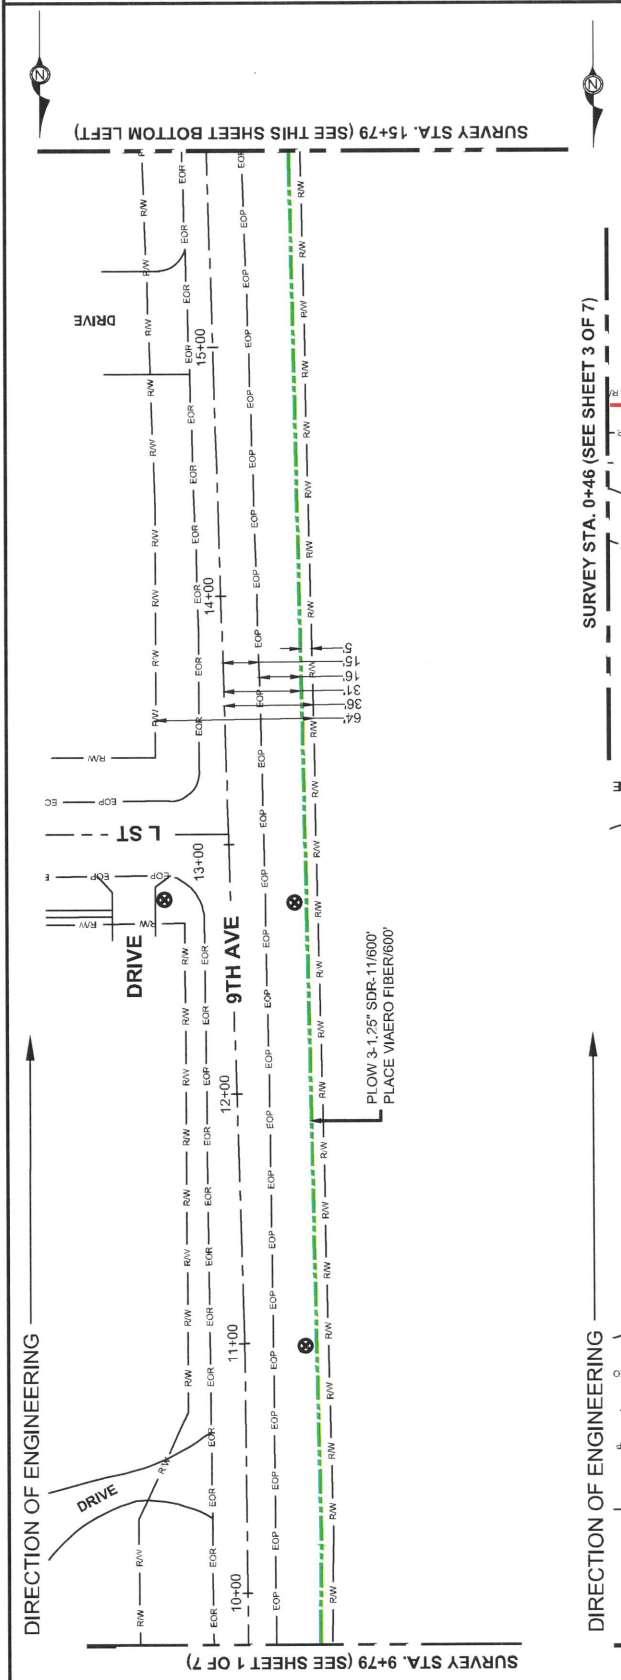 SURVEY STA. 15+79 (SEE THIS SHEET BOTTOM LEFT)
DRIVE
15+00
14+00
5'
15'
16'
31'
36'
64'
L ST
13+00
DRIVE
9TH AVE
12+00
PLOW 3-1.25" SDR-11/600'
PLACE VIAERO FIBER/600'
11+00
DRIVE
10+00
R/W
EOR
EOP
N
DIRECTION OF ENGINEERING
SURVEY STA. 9+79 (SEE SHEET 1 OF 7)
N
SURVEY STA. 0+46 (SEE SHEET 3 OF 7)
DIRECTION OF ENGINEERING